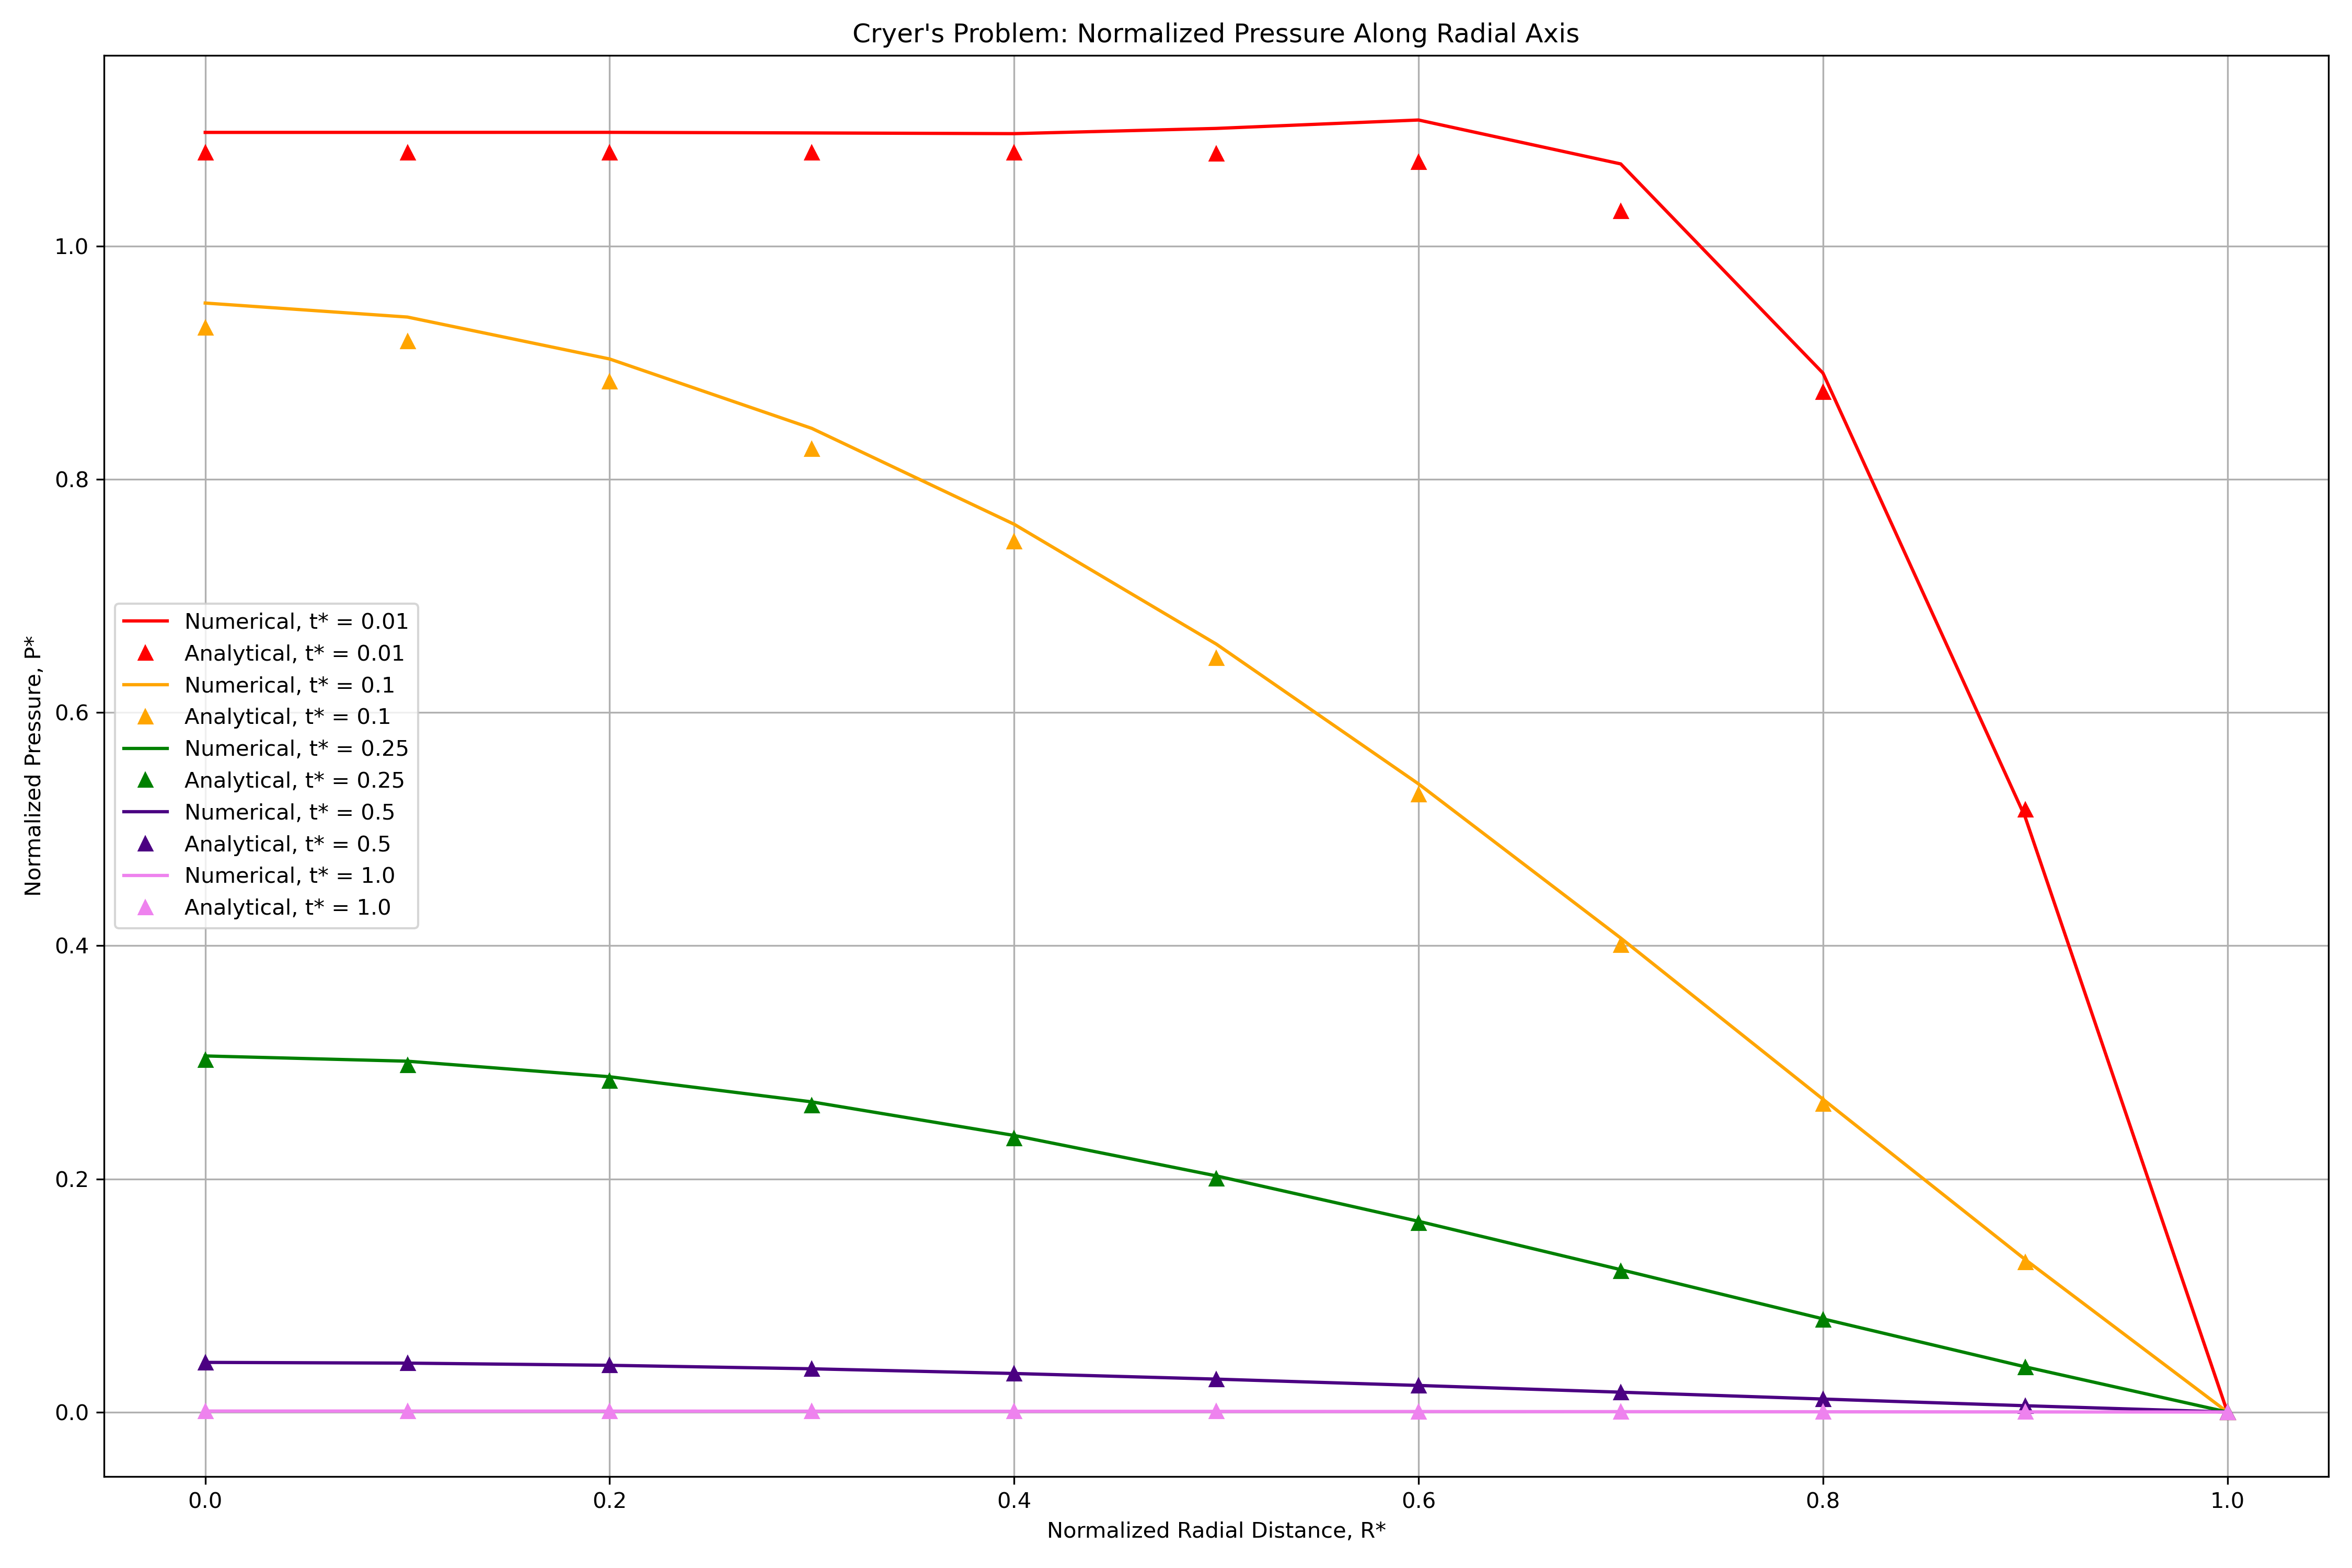 Cryer's Problem: Normalized Pressure Along Radial Axis
1.0
0.8
0.6
0.4
0.2
0.0
Normalized Pressure, P*
Numerical, t* = 0.01
Analytical, t* = 0.01
Numerical, t* = 0.1
Analytical, t* = 0.1
Numerical, t* = 0.25
Analytical, t* = 0.25
Numerical, t* = 0.5
Analytical, t* = 0.5
Numerical, t* = 1.0
Analytical, t* = 1.0
0.0 0.2 0.4 0.6 0.8 1.0
Normalized Radial Distance, R*